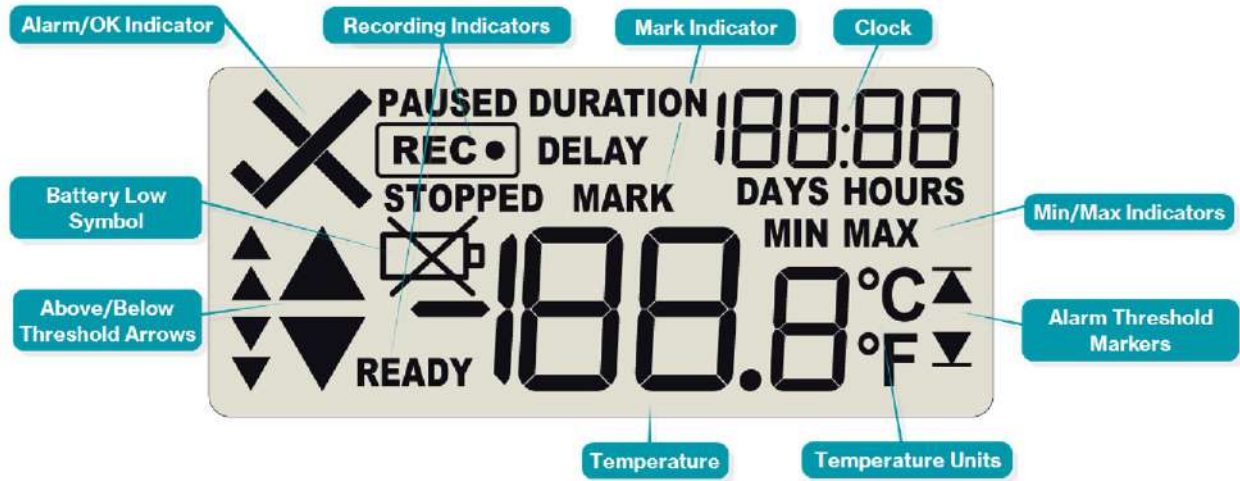 Alarm/OK Indicator
Recording Indicators
Mark Indicator
Clock
PAUSED DURATION
188:88
REC
DELAY
STOPPED MARK
DAYS HOURS
Battery Low
Symbol
MIN MAX
Min/Max Indicators
-188.8
°C
°F
Above/Below
Threshold Arrows
Alarm Threshold
Markers
READY
Temperature
Temperature Units